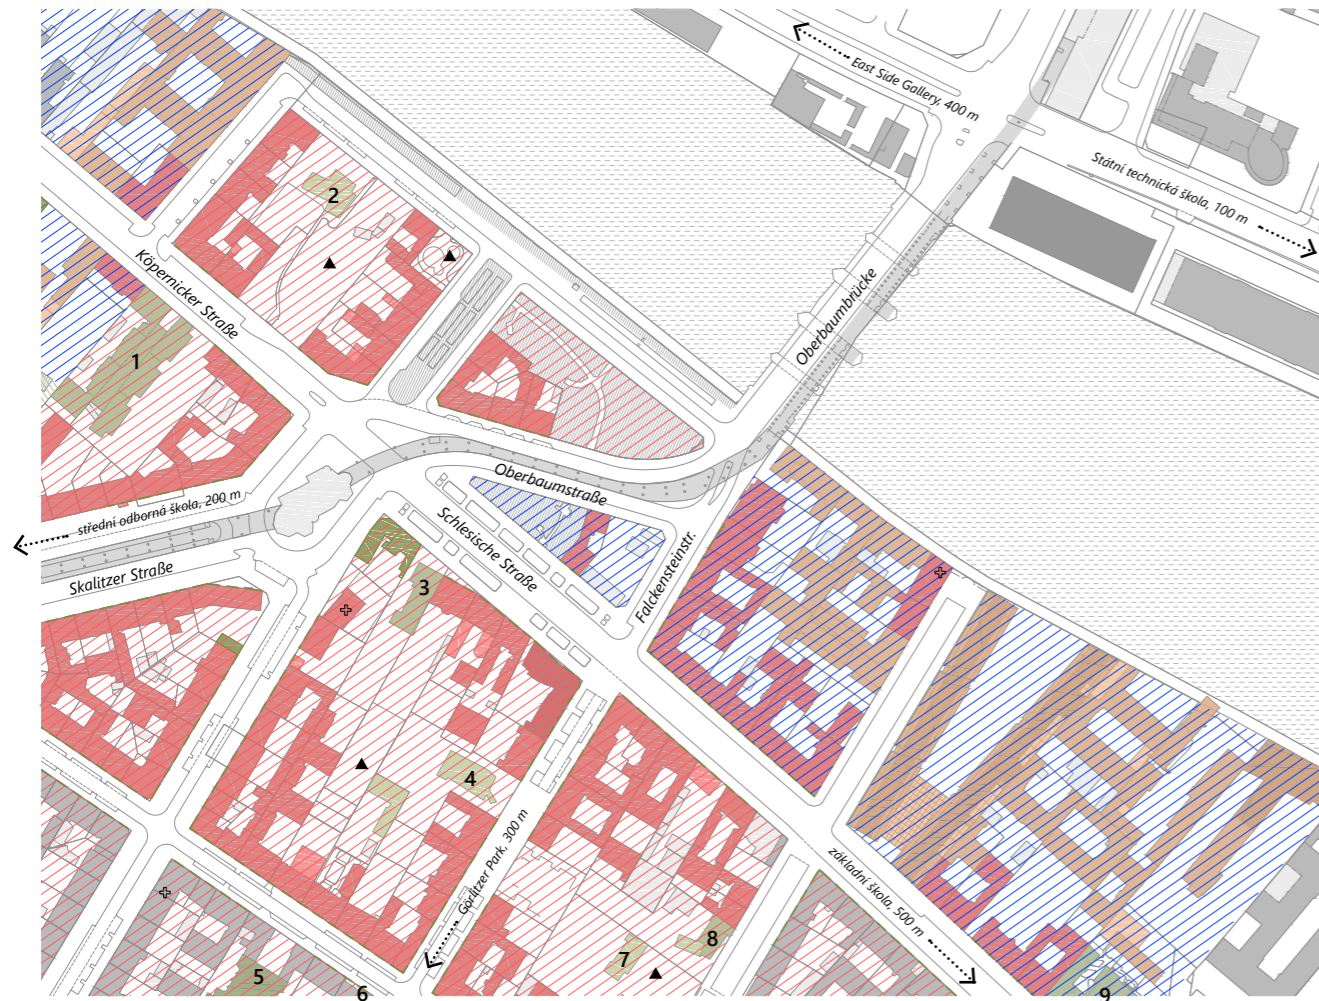 East Side Gallery, 400 m
Státní technická škola, 100 m
2
Köpernicker Straße
Oberbaumbrücke
1
Oberbaumstraße
střední odborná škola, 200 m
Schlesische Straße
Falckensteinstr.
Skalitzer Straße
3
4
Görlitzer Park, 300 m
základní škola, 500 m
8
7
5
6
9